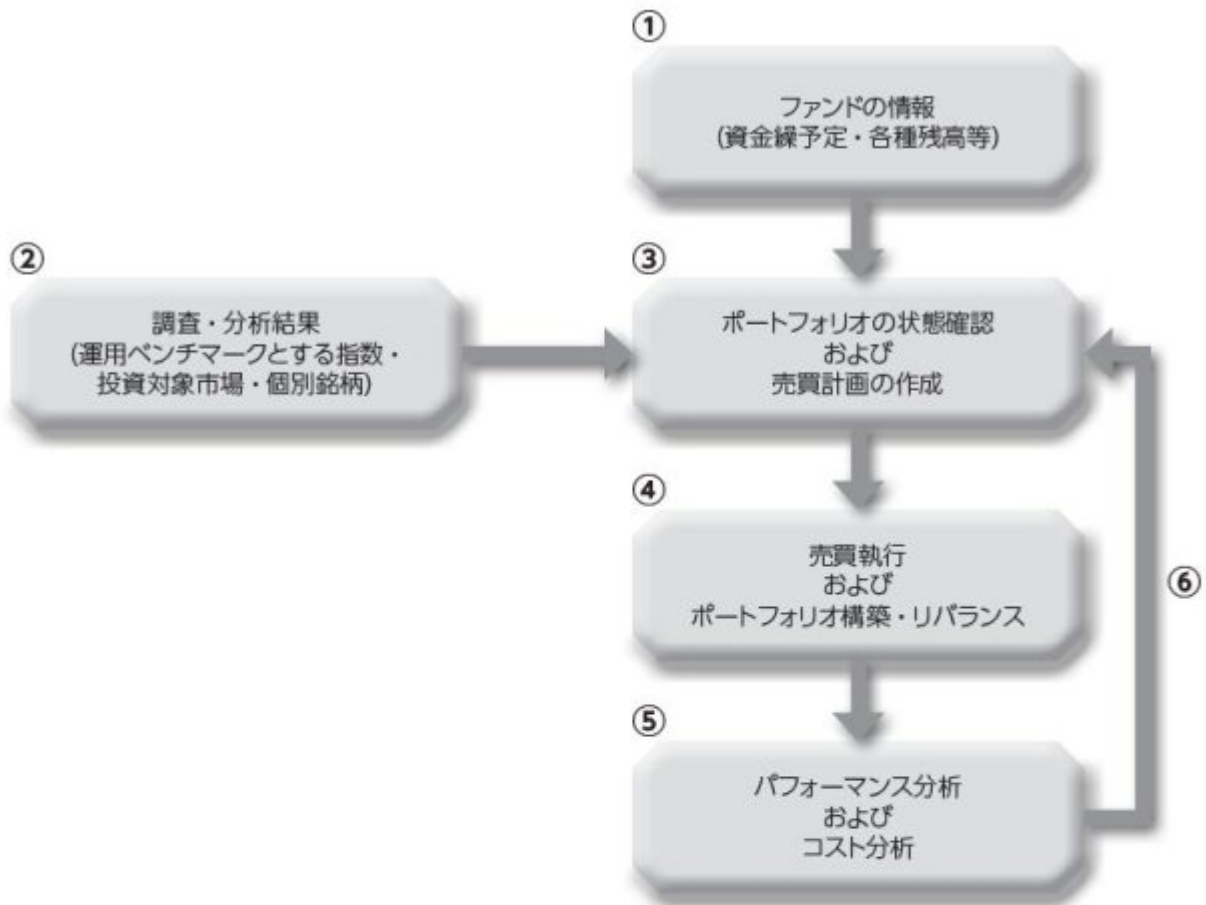 ①
ファンドの情報
(資金繰予定・各種残高等)
②
調査・分析結果
(運用ベンチマークとする指数・
投資対象市場・個別銘柄)
③
ポートフォリオの状態確認
および
売買計画の作成
④
売買執行
および
ポートフォリオ構築・リバランス
⑥
⑤
パフォーマンス分析
および
コスト分析